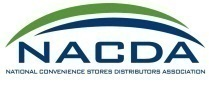 NACDA
NATIONAL CONVENIENCE STORES DISTRIBUTORS ASSOCIATION